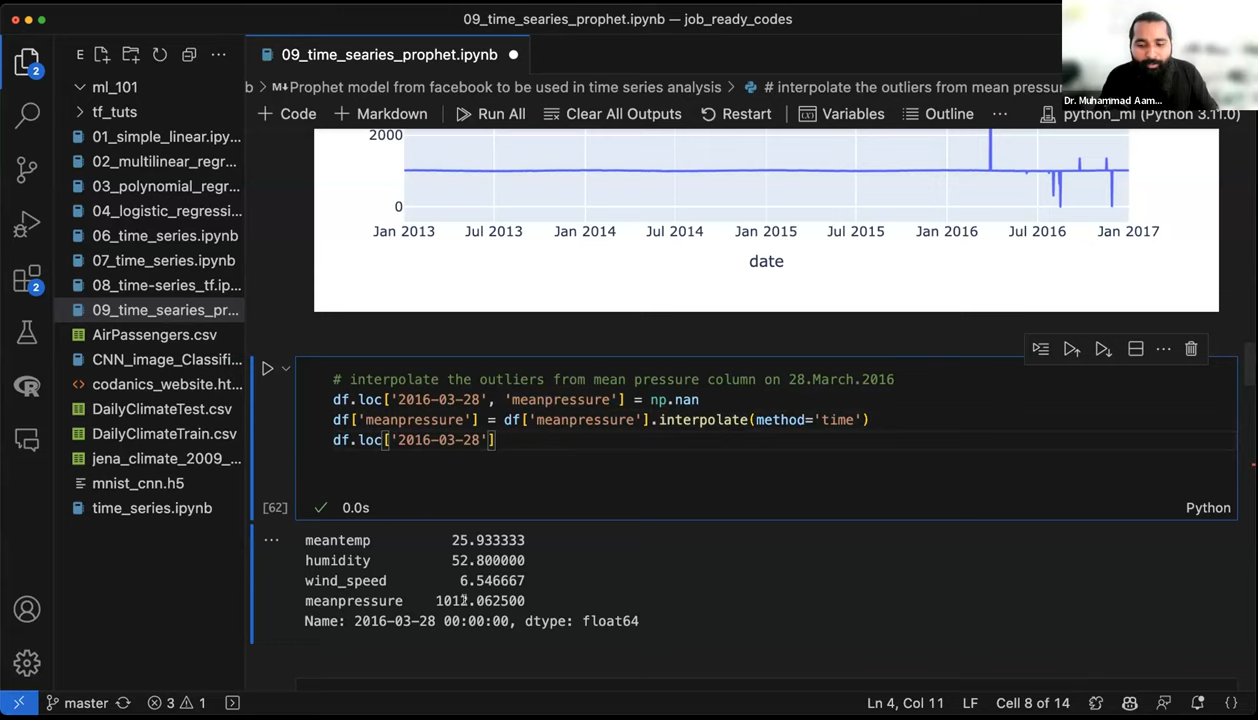 09_time_searies_prophet.ipynb — job_ready_codes
E
09_time_searies_prophet.ipynb
2
ml_101
b > Prophet model from facebook to be used in time series analysis > # interpolate the outliers from mean pressu
Dr. Muhammad Aam...
tf_tuts
+ Code + Markdown Run All Clear All Outputs Restart Variables Outline ...
python_ml (Python 3.11.0)
01_simple_linear.ipy...
02_multilinear_regr...
03_polynomial_regr...
04_logistic_regressi...
06_time_series.ipynb
07_time_series.ipynb
08_time-series_tf.ip...
2
09_time_searies_pr...
AirPassengers.csv
CNN_image_Classifi...
codanics_website.ht...
DailyClimateTest.csv
DailyClimateTrain.csv
jena_climate_2009_...
mnist_cnn.h5
time_series.ipynb
2000
0
Jan 2013 Jul 2013 Jan 2014 Jul 2014 Jan 2015 Jul 2015 Jan 2016 Jul 2016 Jan 2017
date
# interpolate the outliers from mean pressure column on 28.March.2016
df.loc['2016-03-28', 'meanpressure'] = np.nan
df['meanpressure'] = df['meanpressure'].interpolate(method='time')
df.loc['2016-03-28']
[62] 0.0s Python
meantemp 25.933333
humidity 52.800000
wind_speed 6.546667
meanpressure 1012.062500
Name: 2016-03-28 00:00:00, dtype: float64
master 3 1 Ln 4, Col 11 LF Cell 8 of 14